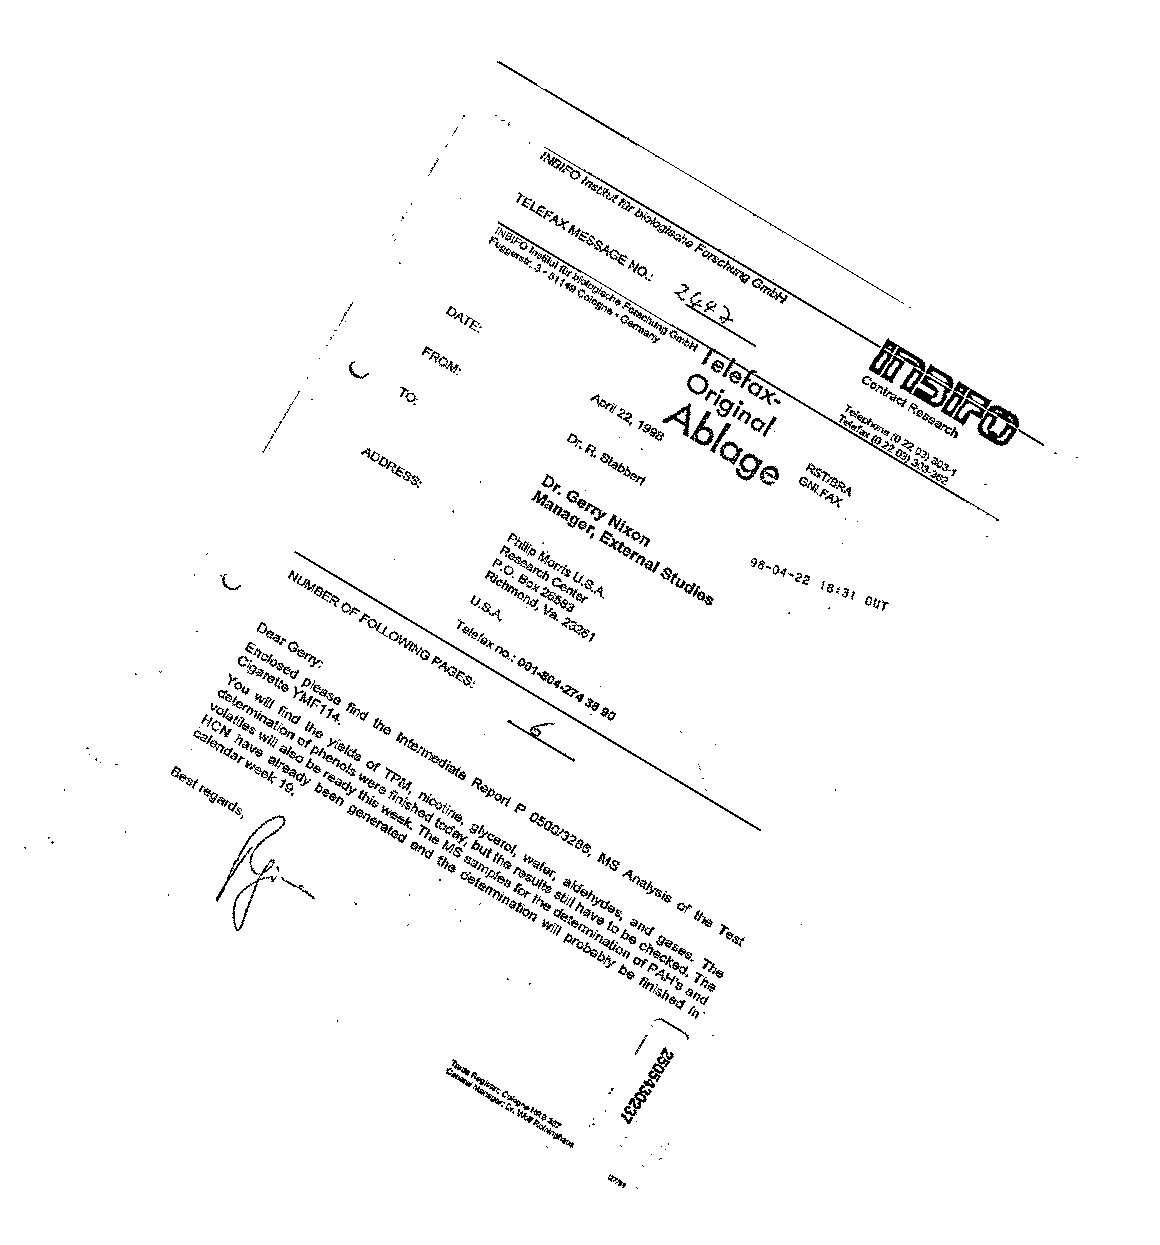 INBIFO Institut für biologische Forschung GmbH
TELEFAX MESSAGE NO.: 2442
INBIFO Institut für biologische Forschung GmbH
Fuggerstr. 3 - 51149 Cologne - Germany
INBIFO
Contract Research
Telephone (0 22 03) 303-1
Telefax (0 22 03) 303-362
Telefax-
Original
Ablage
DATE: April 22, 1998
RST/BRA
GNI.FAX
FROM: Dr. R. Stabbert
TO: Dr. Gerry Nixon
Manager, External Studies
98-04-22 18:31 OUT
ADDRESS: Philip Morris U.S.A.
Research Center
P.O. Box 26583
Richmond, Va. 23261
U.S.A.
Telefax no.: 001-804-274 38 90
NUMBER OF FOLLOWING PAGES: 6
Dear Gerry:
Enclosed please find the Intermediate Report P 0500/3286, MS Analysis of the Test
Cigarette YMF114.
You will find the yields of TPM, nicotine, glycerol, water, aldehydes, and gases. The
determination of phenols were finished today, but the results still have to be checked. The
volatiles will also be ready this week. The MS samples for the determination of PAH's and
HCN have already been generated and the determination will probably be finished in
calendar week 19.
Best regards,
2505430237
Trade Register: Cologne HRB 367
General Manager: Dr. Wolf Reininghaus